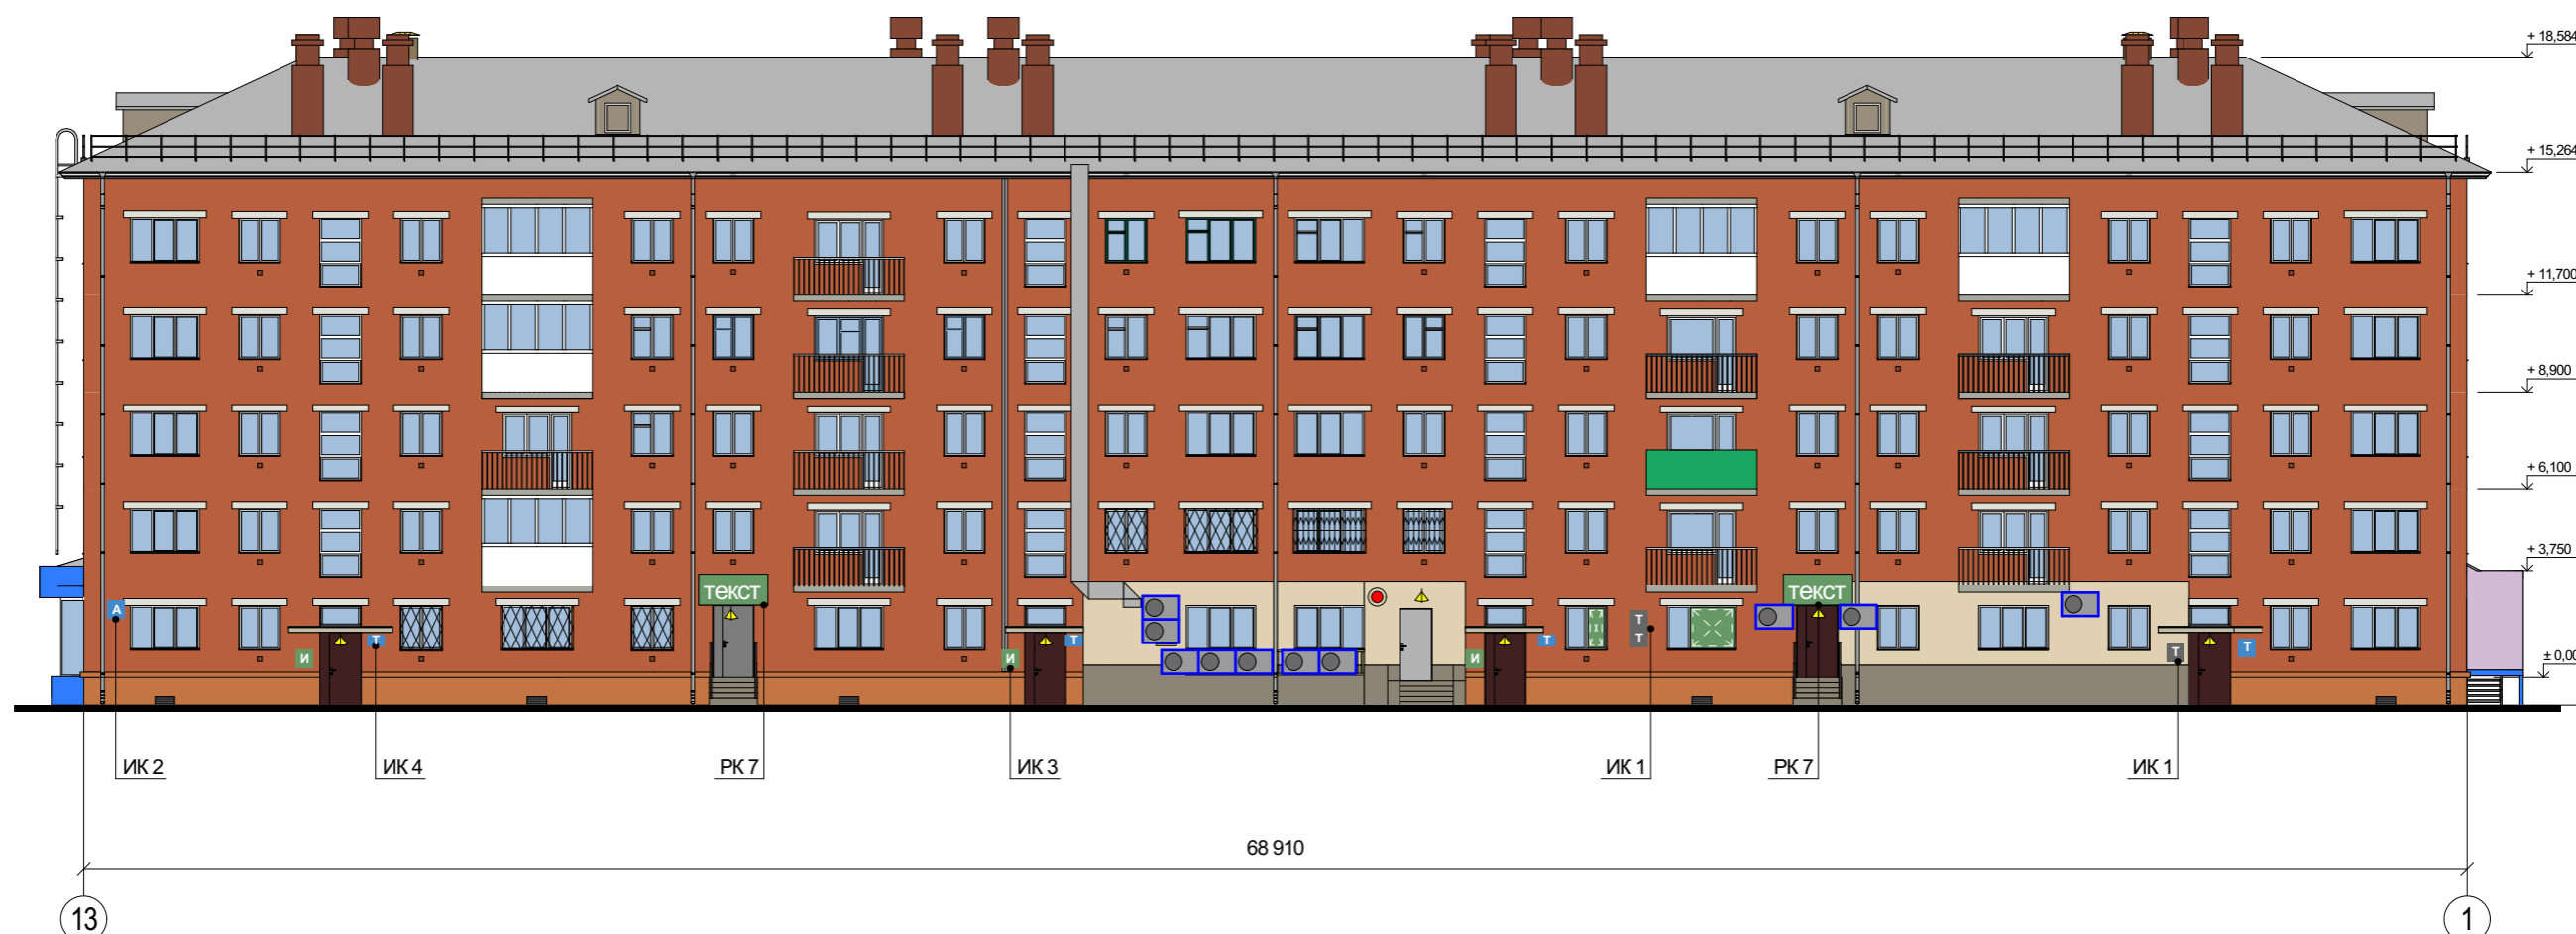 + 18,584
+ 15,264
+ 11,700
+ 8,900
+ 6,100
+ 3,750
текст
текст
А
Т
Т
Т
Т
Т
И
И
И
Т
Т
± 0,00
ИК 2
ИК 4
РК 7
ИК 3
ИК 1
РК 7
ИК 1
68 910
13
1